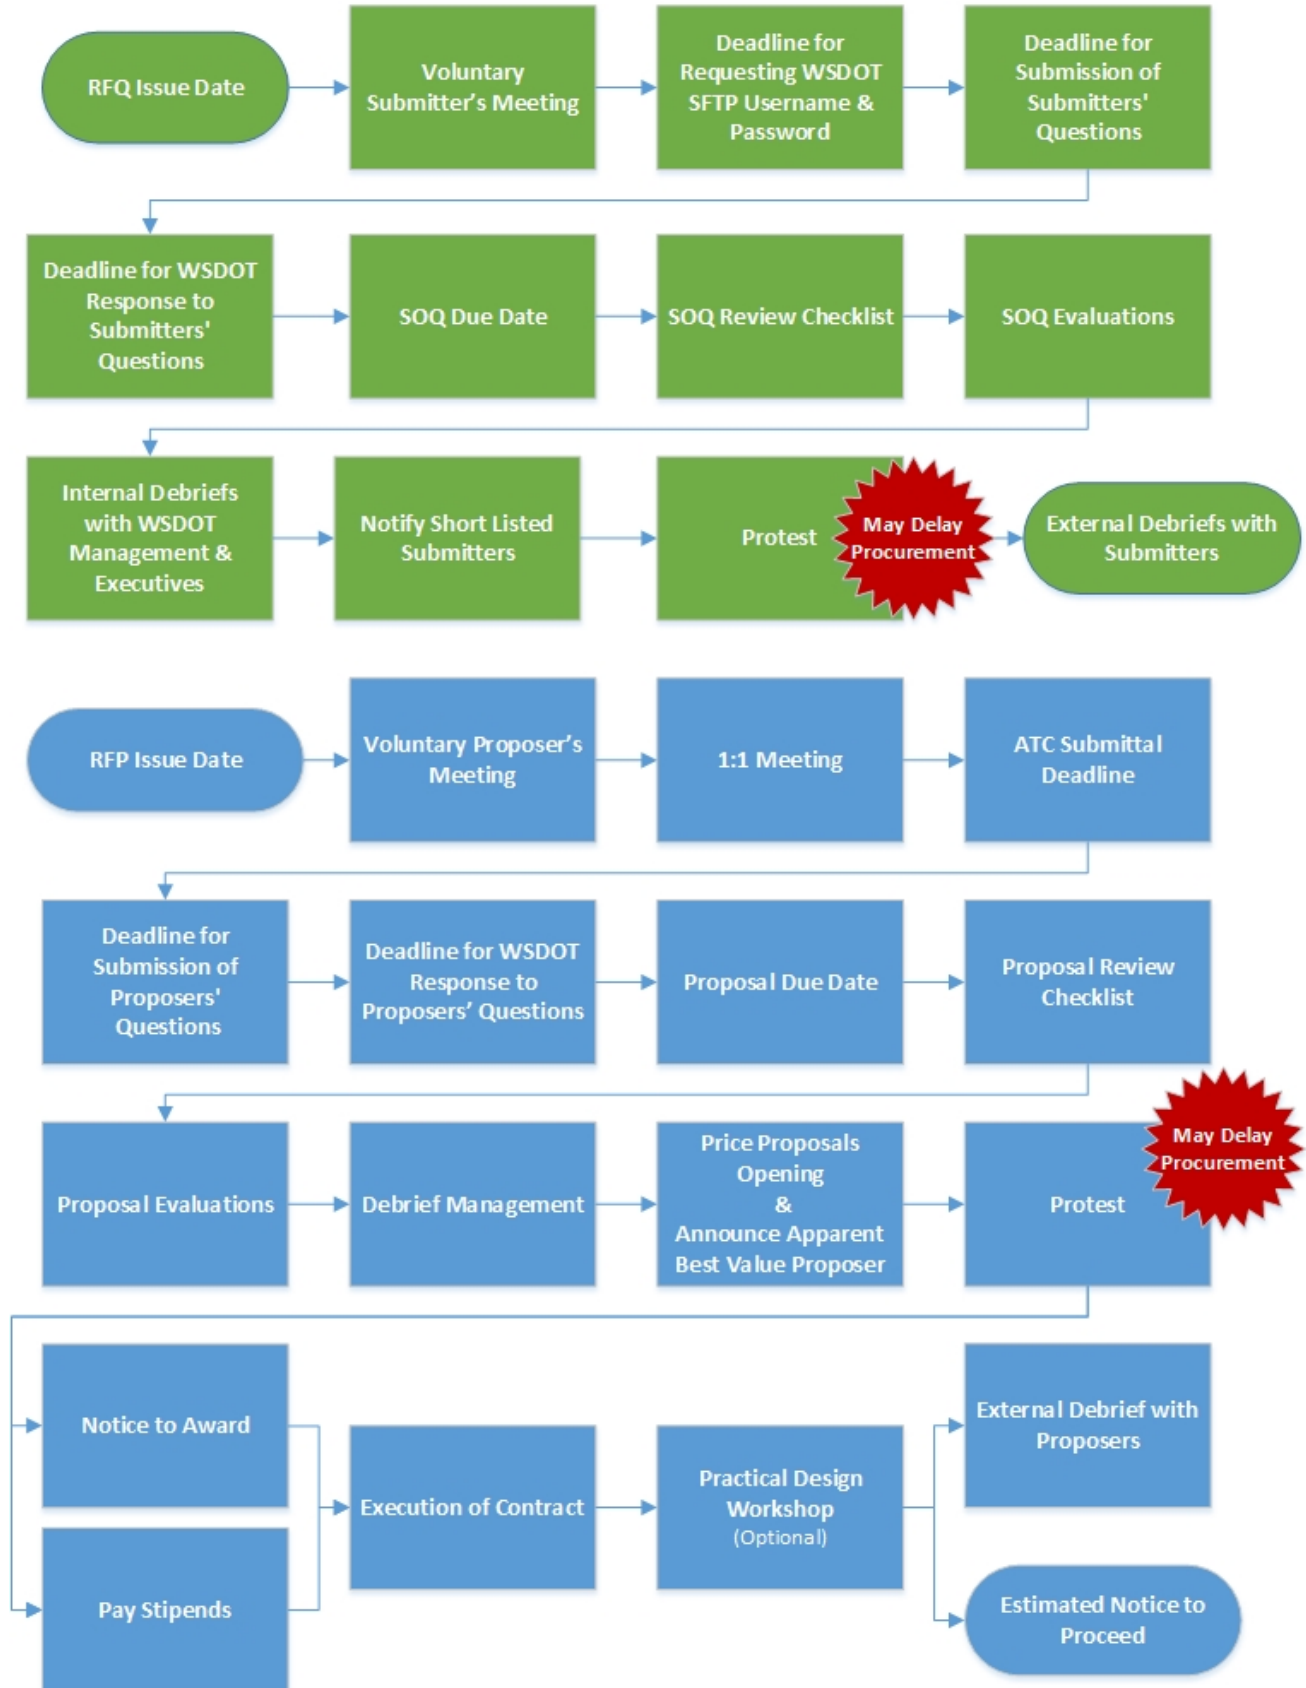 RFQ Issue Date
Voluntary
Submitter's Meeting
Deadline for
Requesting WSDOT
SFTP Username &
Password
Deadline for
Submission of
Submitters'
Questions
Deadline for WSDOT
Response to
Submitters'
Questions
SOQ Due Date
SOQ Review Checklist
SOQ Evaluations
Internal Debriefs
with WSDOT
Management &
Executives
Notify Short Listed
Submitters
Protest
May Delay
Procurement
External Debriefs with
Submitters
RFP Issue Date
Voluntary Proposer's
Meeting
1:1 Meeting
ATC Submittal
Deadline
Deadline for
Submission of
Proposers'
Questions
Deadline for WSDOT
Response to
Proposers' Questions
Proposal Due Date
Proposal Review
Checklist
Proposal Evaluations
Debrief Management
Price Proposals
Opening
&
Announce Apparent
Best Value Proposer
Protest
May Delay
Procurement
Notice to Award
Pay Stipends
Execution of Contract
Practical Design
Workshop
(Optional)
External Debrief with
Proposers
Estimated Notice to
Proceed